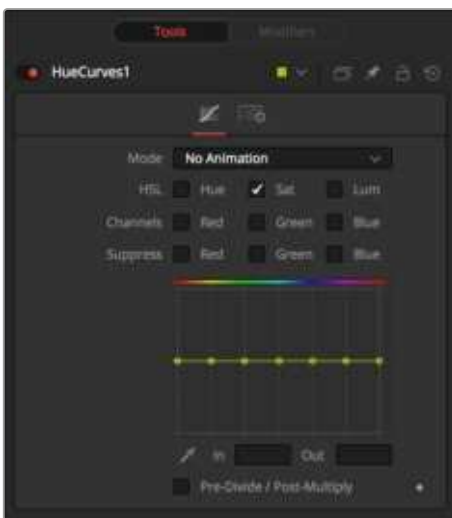 Tools Modifiers
HueCurves1
Mode No Animation
HSL Hue Sat Lum
Channels Red Green Blue
Suppress Red Green Blue
In Out
Pre-Divide / Post-Multiply